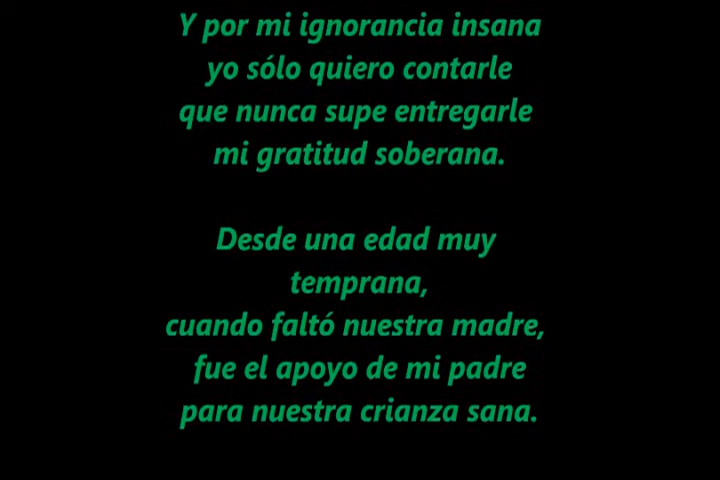 Y por mi ignorancia insana
yo sólo quiero contarle
que nunca supe entregarle
mi gratitud soberana.
Desde una edad muy
temprana,
cuando faltó nuestra madre,
fue el apoyo de mi padre
para nuestra crianza sana.